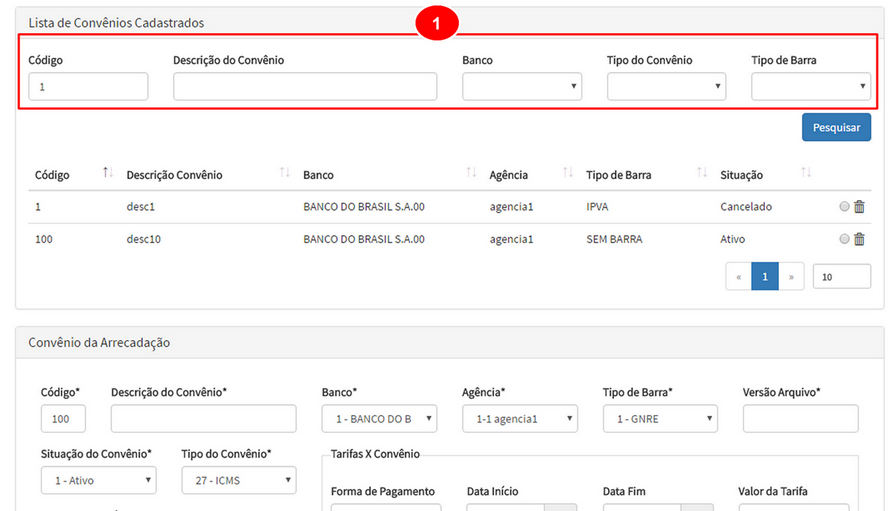 Lista de Convênios Cadastrados
1
Código Descrição do Convênio Banco Tipo do Convênio Tipo de Barra
1
Pesquisar
Código Descrição Convênio Banco Agência Tipo de Barra Situação
1 desc1 BANCO DO BRASIL S.A.00 agencia1 IPVA Cancelado
100 desc10 BANCO DO BRASIL S.A.00 agencia1 SEM BARRA Ativo
« 1 » 10
Convênio da Arrecadação
Código* Descrição do Convênio* Banco* Agência* Tipo de Barra* Versão Arquivo*
100 1 - BANCO DO B 1-1 agencia1 1 - GNRE
Situação do Convênio* Tipo do Convênio* Tarifas X Convênio
1 - Ativo 27 - ICMS
Forma de Pagamento Data Início Data Fim Valor da Tarifa